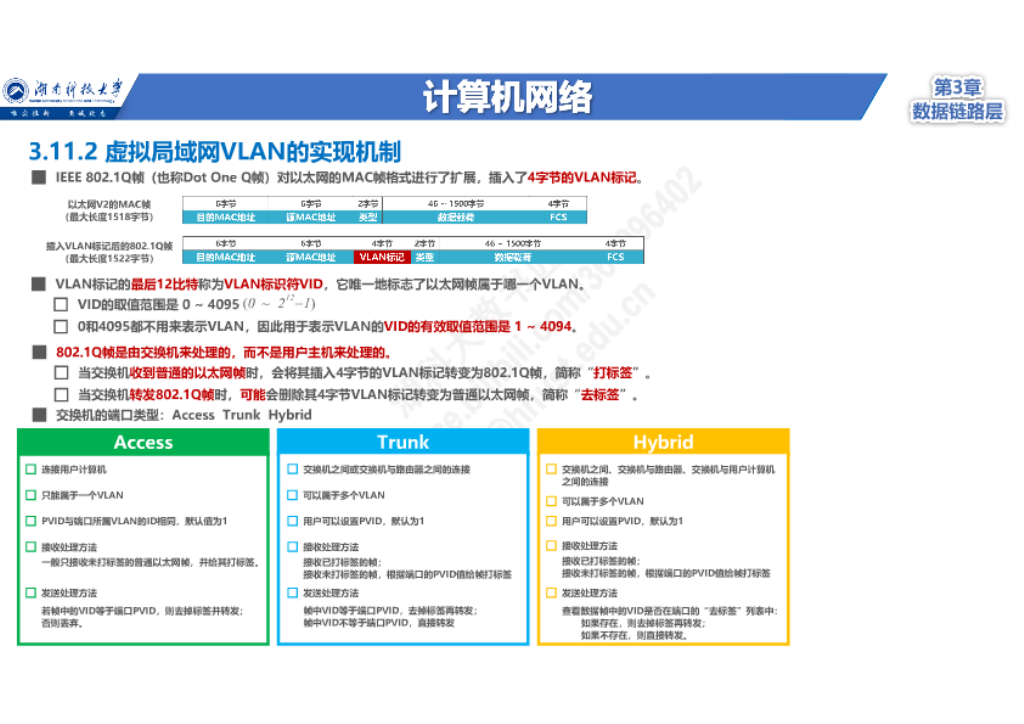 湖南科技大学
计算机网络
第3章
数据链路层
3.11.2 虚拟局域网VLAN的实现机制
IEEE 802.1Q帧（也称Dot One Q帧）对以太网的MAC帧格式进行了扩展，插入了4字节的VLAN标记。
以太网V2的MAC帧
（最大长度1518字节）
6字节 6字节 2字节 46 ~ 1500字节 4字节
目的MAC地址 源MAC地址 类型 数据载荷 FCS
插入VLAN标记后的802.1Q帧
（最大长度1522字节）
6字节 6字节 4字节 2字节 46 ~ 1500字节 4字节
目的MAC地址 源MAC地址 VLAN标记 类型 数据载荷 FCS
VLAN标记的最后12比特称为VLAN标识符VID，它唯一地标志了以太网帧属于哪一个VLAN。
VID的取值范围是 0 ~ 4095 (0 ~ 2^12-1)
0和4095都不用来表示VLAN，因此用于表示VLAN的VID的有效取值范围是 1 ~ 4094。
802.1Q帧是由交换机来处理的，而不是用户主机来处理的。
当交换机收到普通的以太网帧时，会将其插入4字节的VLAN标记转变为802.1Q帧，简称“打标签”。
当交换机转发802.1Q帧时，可能会删除其4字节VLAN标记转变为普通以太网帧，简称“去标签”。
交换机的端口类型：Access Trunk Hybrid
Access
连接用户计算机
只能属于一个VLAN
PVID与端口所属VLAN的ID相同，默认值为1
接收处理方法
一般只接收未打标签的普通以太网帧，并给其打标签。
发送处理方法
若帧中的VID等于端口PVID，则去掉标签并转发；
否则丢弃。
Trunk
交换机之间或交换机与路由器之间的连接
可以属于多个VLAN
用户可以设置PVID，默认为1
接收处理方法
接收已打标签的帧；
接收未打标签的帧，根据端口的PVID值给帧打标签
发送处理方法
帧中VID等于端口PVID，去掉标签再转发；
帧中VID不等于端口PVID，直接转发
Hybrid
交换机之间、交换机与路由器、交换机与用户计算机
之间的连接
可以属于多个VLAN
用户可以设置PVID，默认为1
接收处理方法
接收已打标签的帧；
接收未打标签的帧，根据端口的PVID值给帧打标签
发送处理方法
查看数据帧中的VID是否在端口的“去标签”列表中：
如果存在，则去掉标签再转发；
如果不存在，则直接转发。